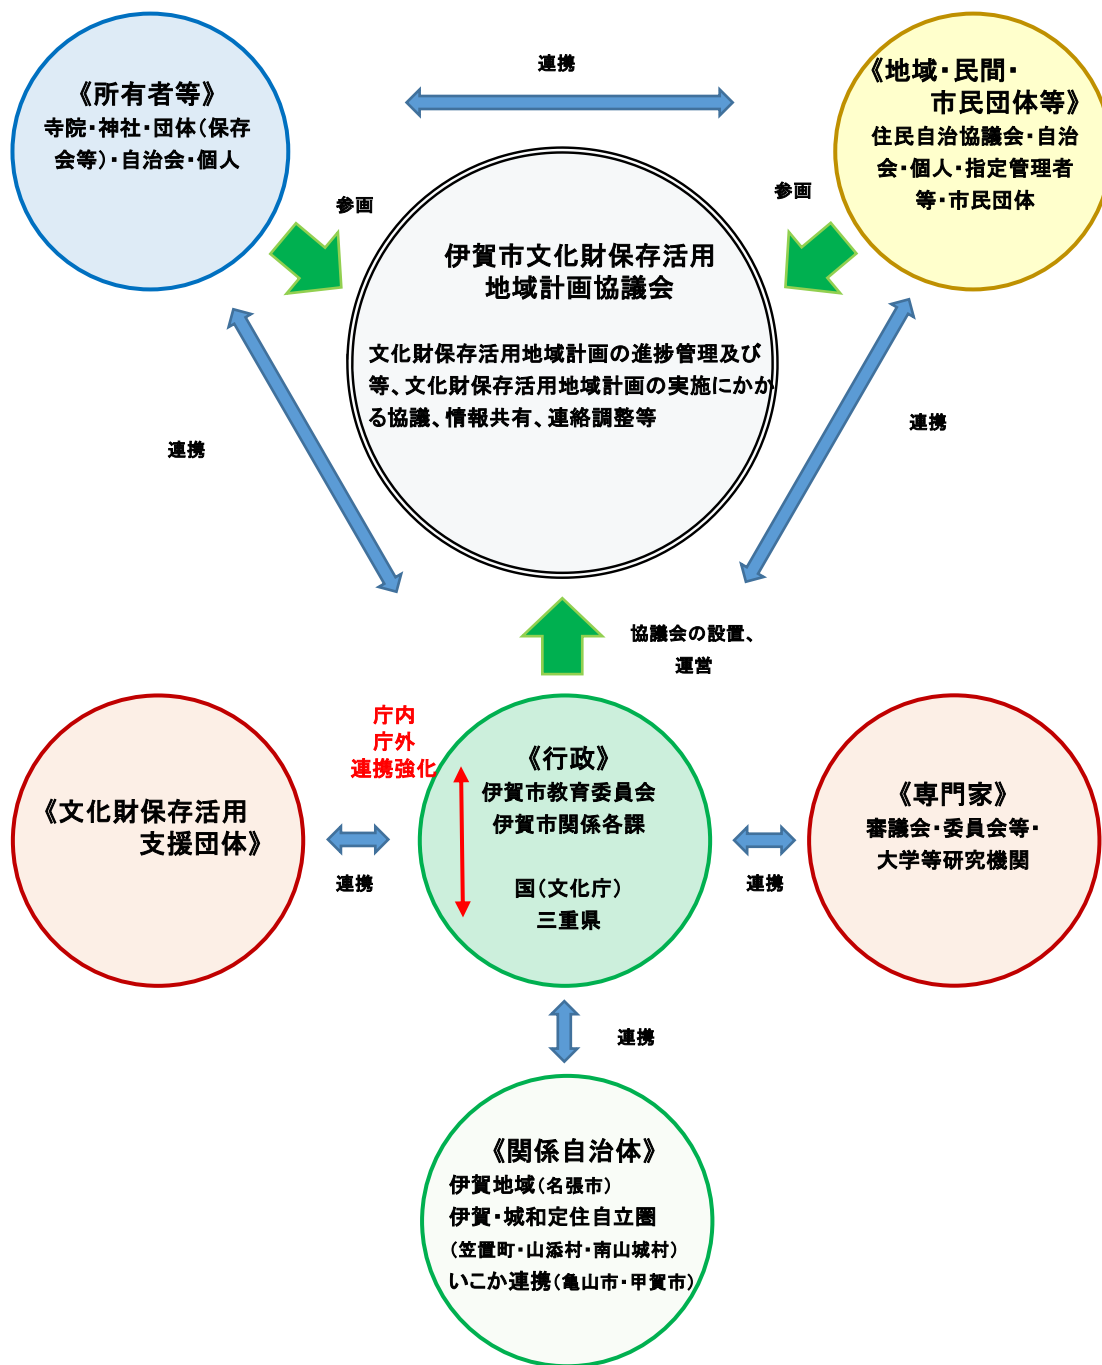 連携
《所有者等》
寺院・神社・団体（保存
会等）・自治会・個人
《地域・民間・
市民団体等》
住民自治協議会・自治
会・個人・指定管理者
等・市民団体
参画
参画
伊賀市文化財保存活用
地域計画協議会
文化財保存活用地域計画の進捗管理及び
等、文化財保存活用地域計画の実施にかか
る協議、情報共有、連絡調整等
連携
連携
協議会の設置、
運営
庁内
庁外
連携強化
《文化財保存活用
支援団体》
連携
《行政》
伊賀市教育委員会
伊賀市関係各課
国（文化庁）
三重県
連携
《専門家》
審議会・委員会等・
大学等研究機関
連携
《関係自治体》
伊賀地域（名張市）
伊賀・城和定住自立圏
（笠置町・山添村・南山城村）
いこか連携（亀山市・甲賀市）